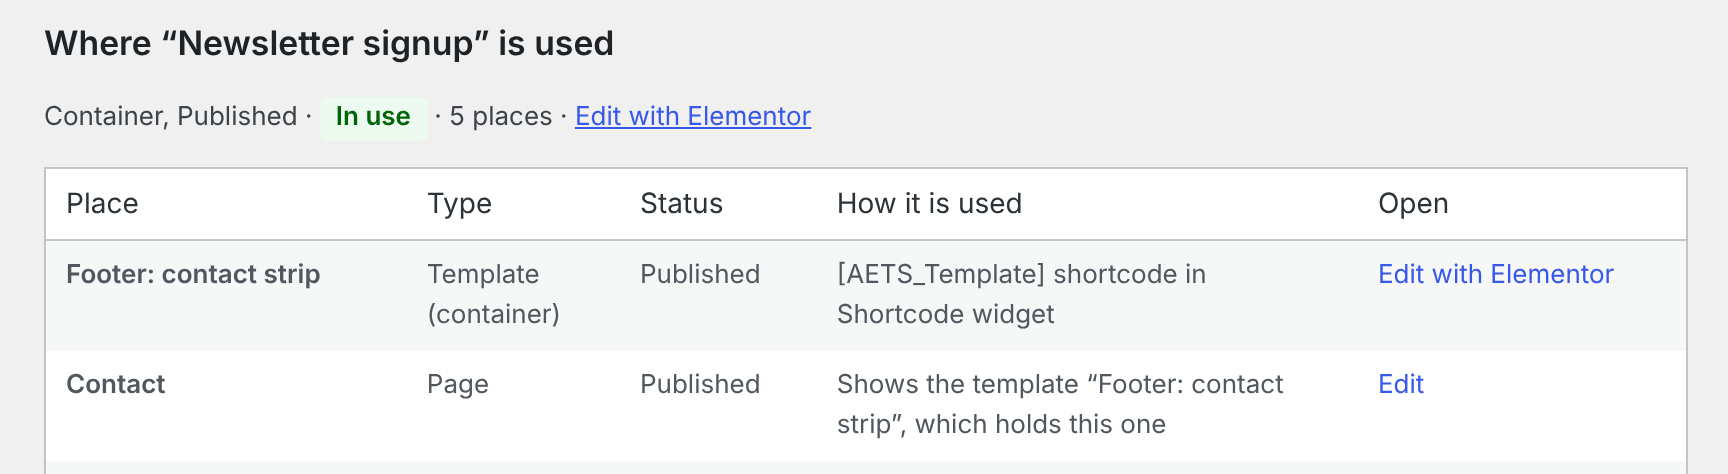 Where “Newsletter signup” is used
Container, Published · In use · 5 places · Edit with Elementor
Place Type Status How it is used Open
Footer: contact strip Template (container) Published [AETS_Template] shortcode in Shortcode widget Edit with Elementor
Contact Page Published Shows the template “Footer: contact strip”, which holds this one Edit